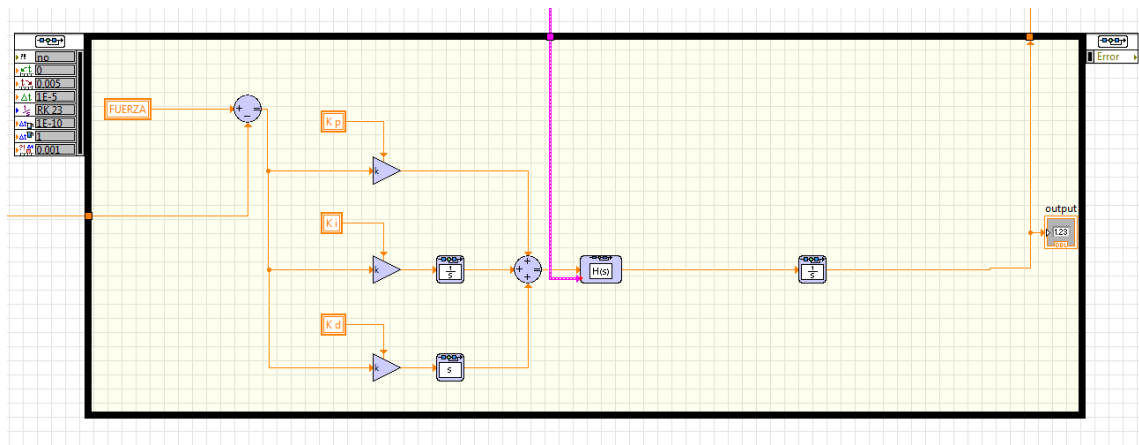 ?! no
0
0.005
Δt 1E-5
RK 23
1E-10
1
0.001
Error
FUERZA
+ − =
K p
k
K i
k
1/s
+ + + =
H(s)
1/s
output
1.23
DBL
K d
k
s